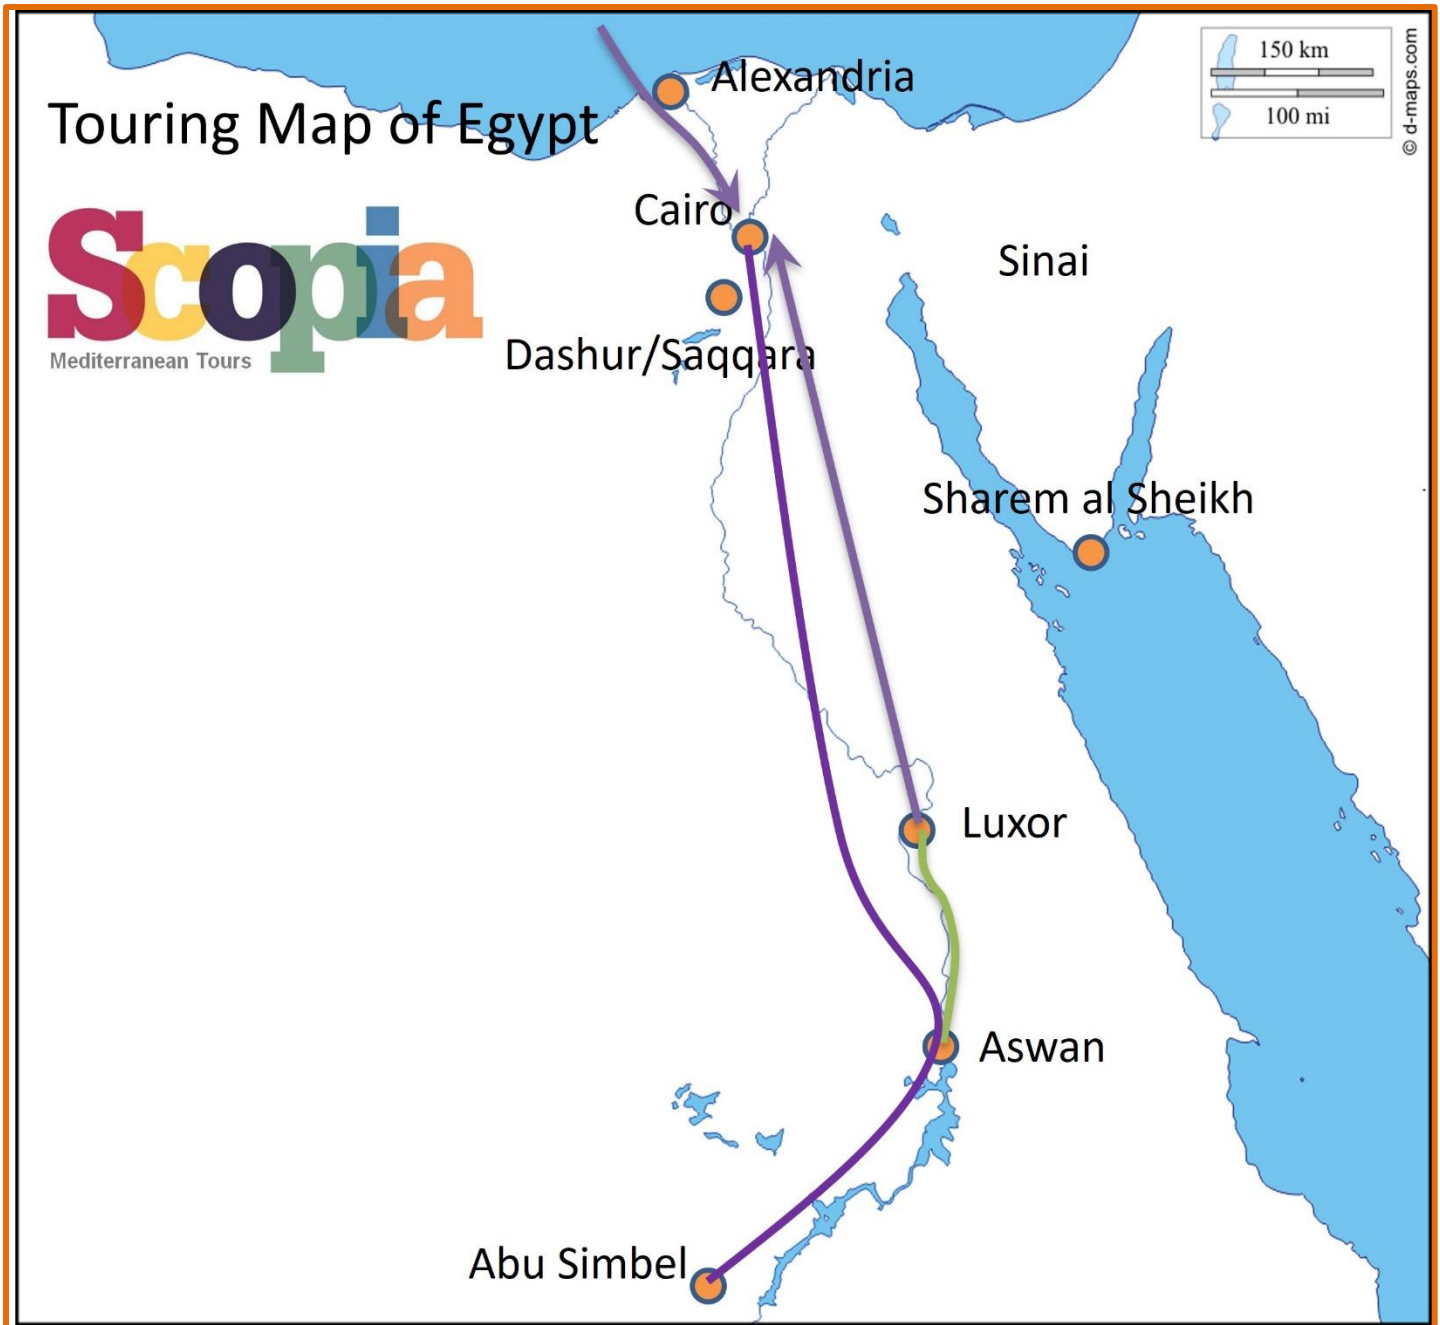 150 km
100 mi
© d-maps.com
Alexandria
Touring Map of Egypt
Cairo
Scopia
Mediterranean Tours
Sinai
Dashur/Saqqara
Sharem al Sheikh
Luxor
Aswan
Abu Simbel